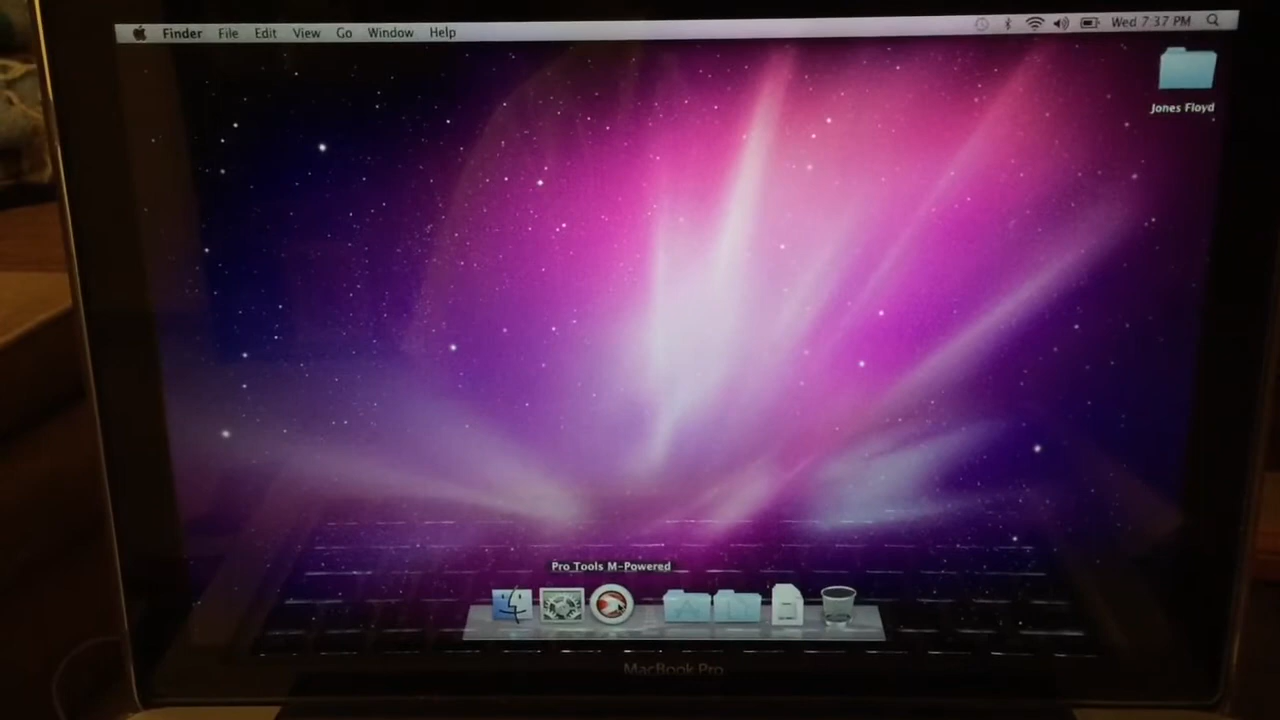 Finder File Edit View Go Window Help Wed 7:37 PM
Jones Floyd
Pro Tools M-Powered
MacBook Pro